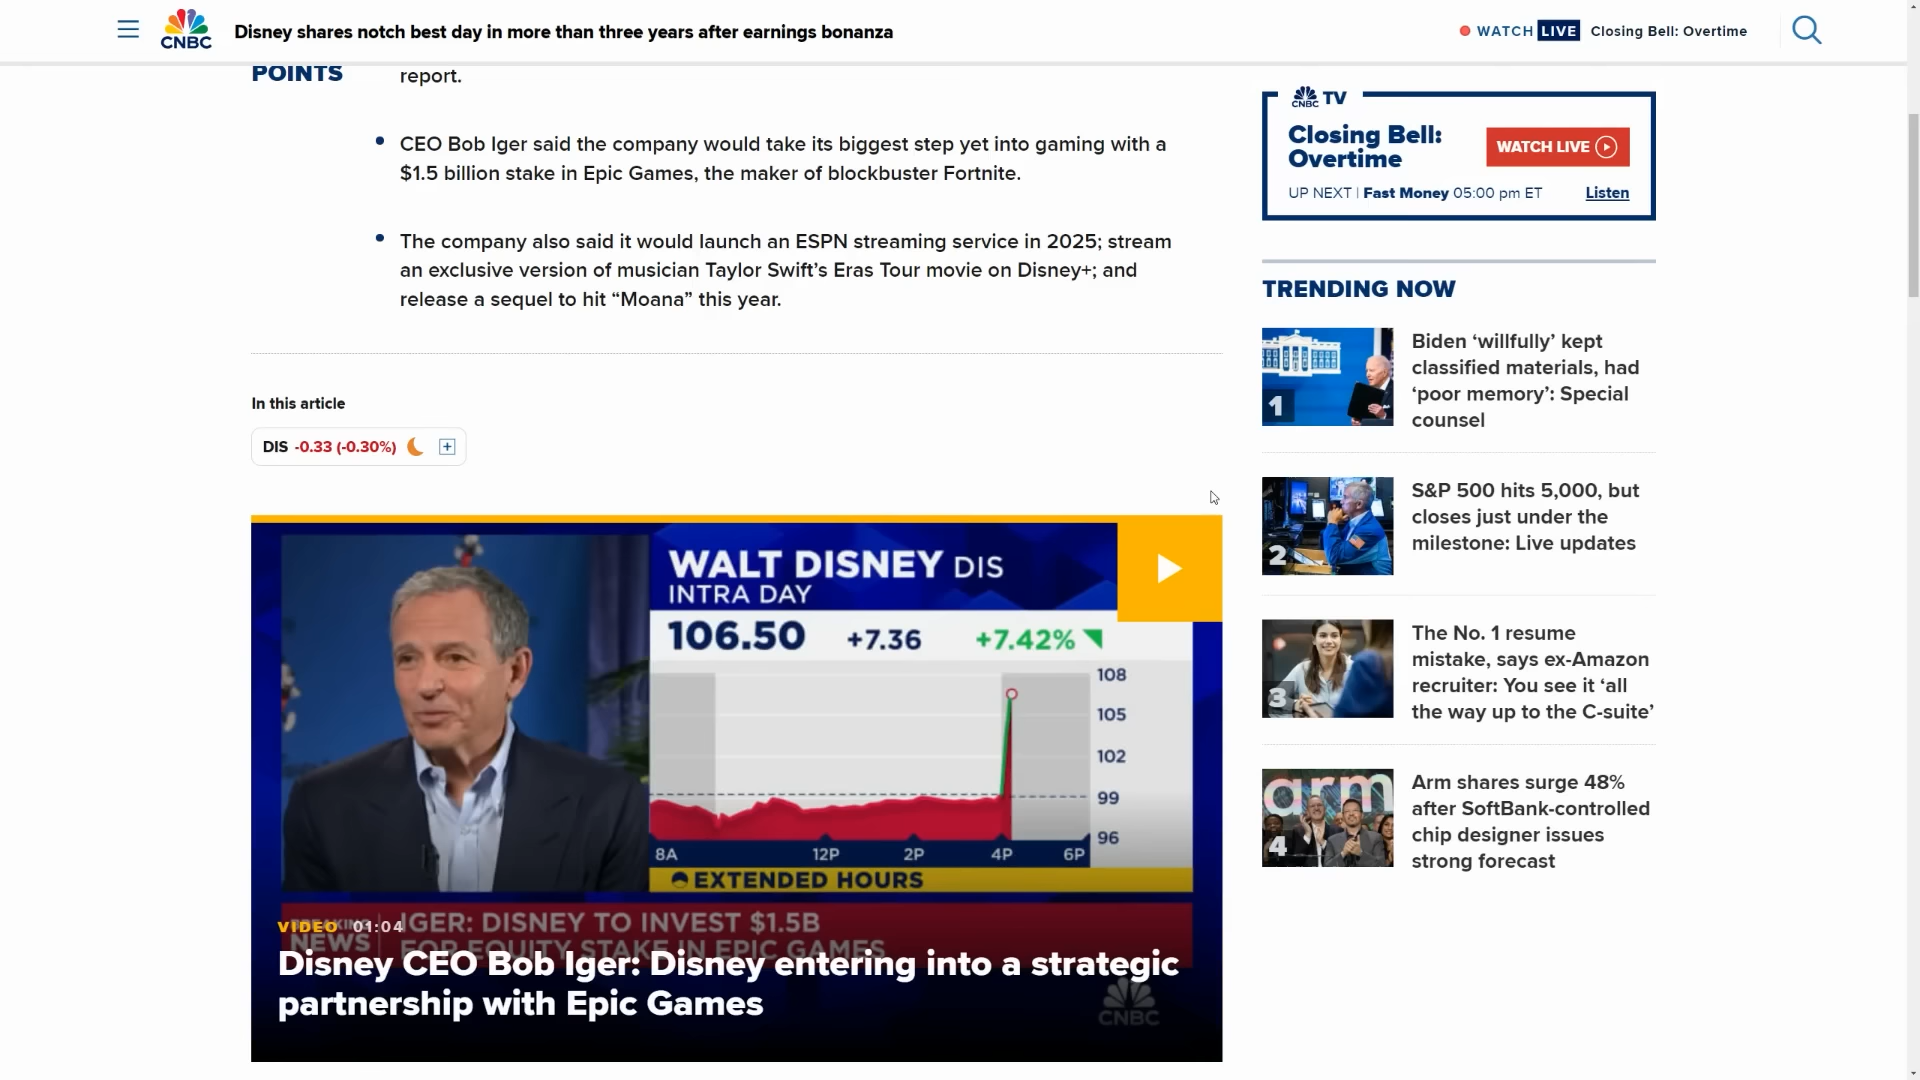 CNBC
Disney shares notch best day in more than three years after earnings bonanza
WATCH LIVE Closing Bell: Overtime
POINTS
report.
CEO Bob Iger said the company would take its biggest step yet into gaming with a
$1.5 billion stake in Epic Games, the maker of blockbuster Fortnite.
The company also said it would launch an ESPN streaming service in 2025; stream
an exclusive version of musician Taylor Swift’s Eras Tour movie on Disney+; and
release a sequel to hit “Moana” this year.
In this article
DIS -0.33 (-0.30%)
WALT DISNEY DIS
INTRA DAY
106.50 +7.36 +7.42%
108
105
102
99
96
8A 12P 2P 4P 6P
EXTENDED HOURS
BREAKING
NEWS
IGER: DISNEY TO INVEST $1.5B
FOR EQUITY STAKE IN EPIC GAMES
VIDEO 01:04
Disney CEO Bob Iger: Disney entering into a strategic
partnership with Epic Games
CNBC
CNBC TV
Closing Bell:
Overtime
WATCH LIVE
UP NEXT | Fast Money 05:00 pm ET Listen
TRENDING NOW
1
Biden ‘willfully’ kept
classified materials, had
‘poor memory’: Special
counsel
2
S&P 500 hits 5,000, but
closes just under the
milestone: Live updates
3
The No. 1 resume
mistake, says ex-Amazon
recruiter: You see it ‘all
the way up to the C-suite’
arm
4
Arm shares surge 48%
after SoftBank-controlled
chip designer issues
strong forecast